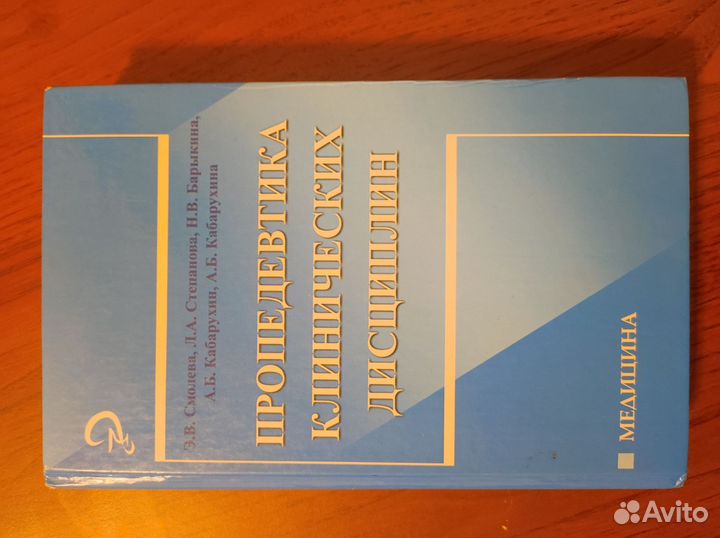 Э.В. Смолева, Л.А. Степанова, Н.В. Барыкина,
А.Б. Кабарухин, А.Б. Кабарухина
ПРОПЕДЕВТИКА
КЛИНИЧЕСКИХ
ДИСЦИПЛИН
МЕДИЦИНА
Avito